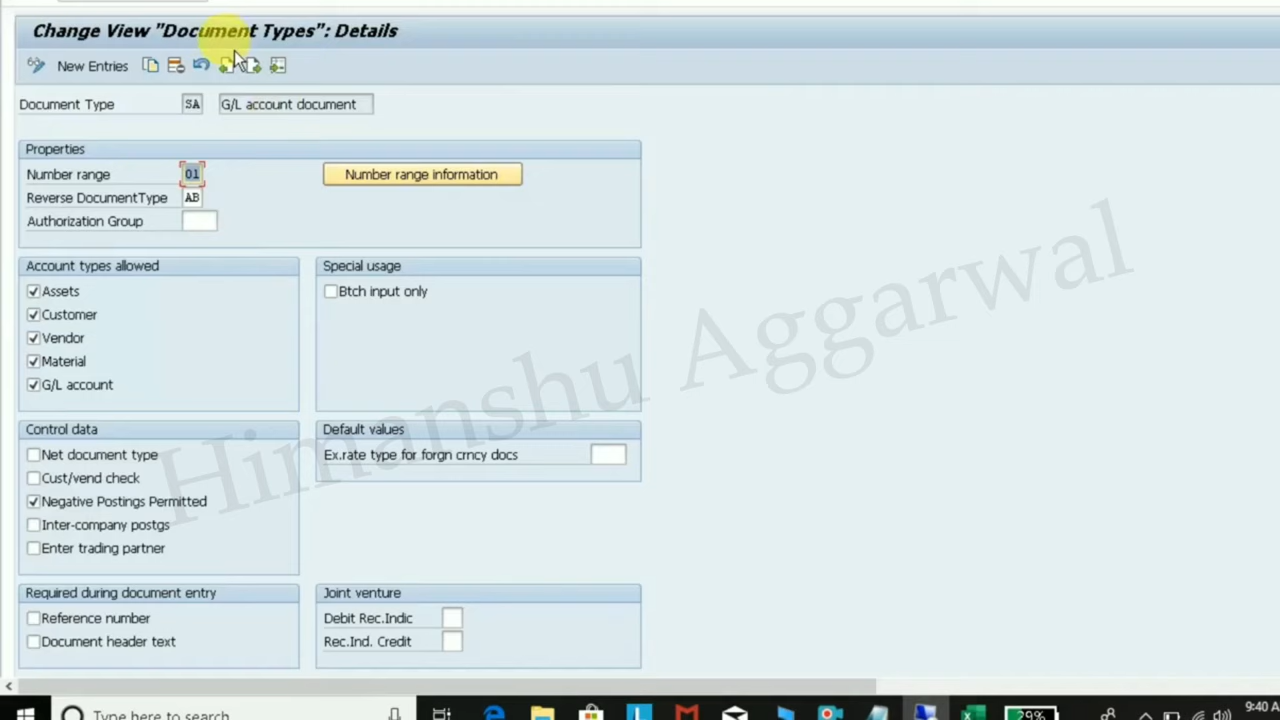 Change View "Document Types": Details
New Entries
Document Type SA G/L account document
Properties
Number range 01 Number range information
Reverse DocumentType AB
Authorization Group
Account types allowed
Assets
Customer
Vendor
Material
G/L account
Special usage
Btch input only
Control data
Net document type
Cust/vend check
Negative Postings Permitted
Inter-company postgs
Enter trading partner
Default values
Ex.rate type for forgn crncy docs
Required during document entry
Reference number
Document header text
Joint venture
Debit Rec.Indic
Rec.Ind. Credit
Himanshu Aggarwal
Type here to search
29%
9:40 A